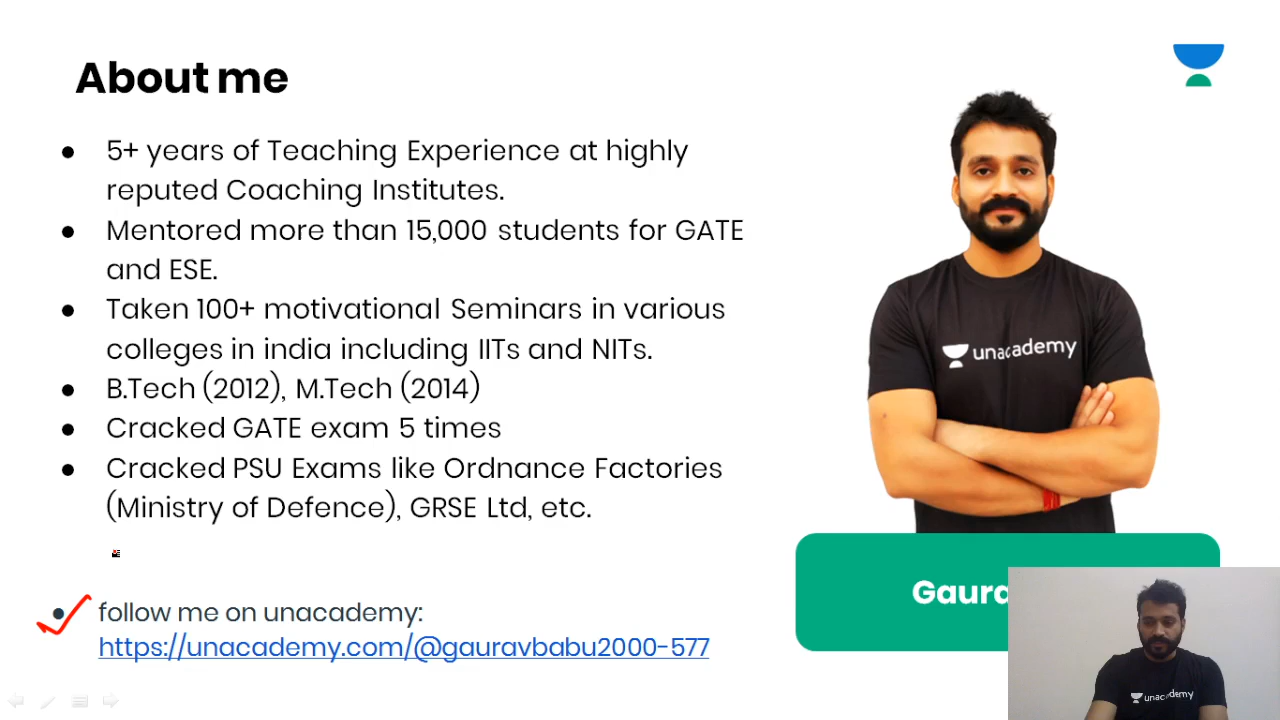 About me
5+ years of Teaching Experience at highly
reputed Coaching Institutes.
Mentored more than 15,000 students for GATE
and ESE.
Taken 100+ motivational Seminars in various
colleges in india including IITs and NITs.
B.Tech (2012), M.Tech (2014)
Cracked GATE exam 5 times
Cracked PSU Exams like Ordnance Factories
(Ministry of Defence), GRSE Ltd, etc.
follow me on unacademy:
https://unacademy.com/@gauravbabu2000-577
unacademy
unacademy